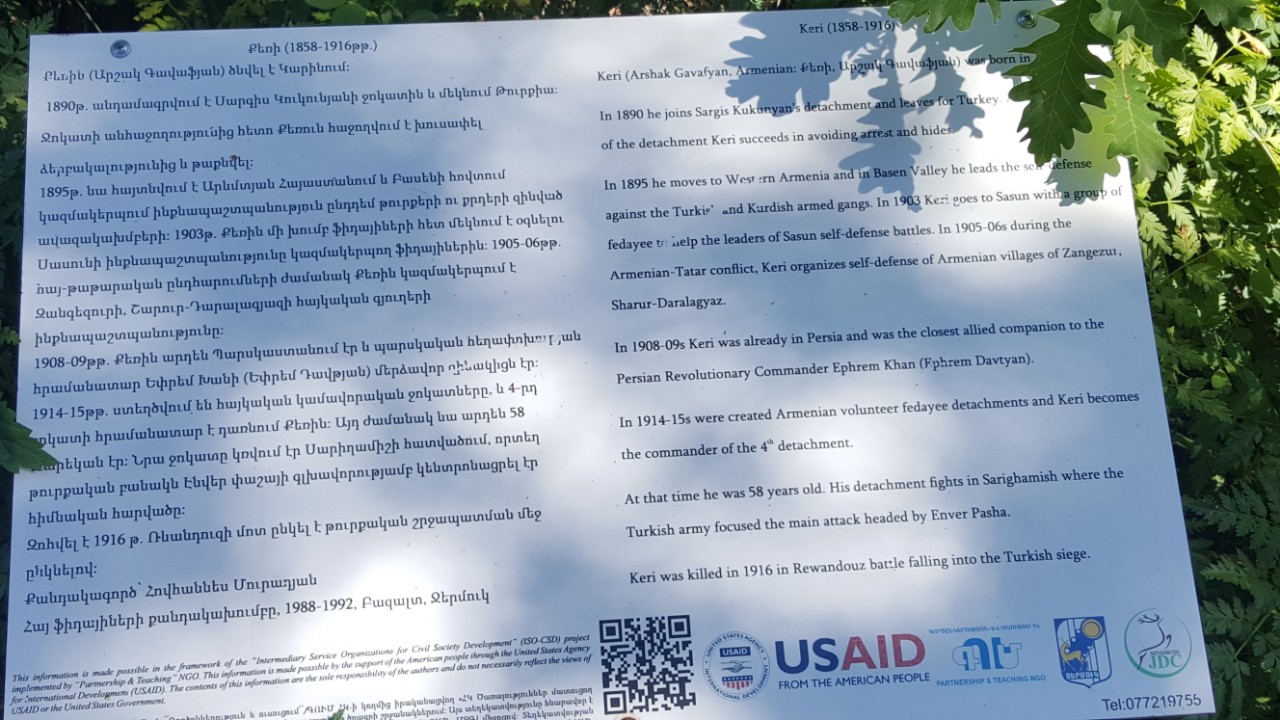 Քեռի (1858-1916թթ.)
Քեռին (Արշակ Գավաֆյան) ծնվել է Կարինում:
1890թ. անդամագրվում է Սարգիս Կուկունյանի ջոկատին և մեկնում Թուրքիա:
Ջոկատի անհաջողությունից հետո Քեռուն հաջողվում է խուսափել
ձերբակալությունից և թաքնվել:
1895թ. նա հայտնվում է Արևմտյան Հայաստանում և Բասենի հովտում
կազմակերպում ինքնապաշտպանություն ընդդեմ թուրքերի ու քրդերի զինված
ավազակախմբերի: 1903թ. Քեռին մի խումբ ֆիդայիների հետ մեկնում է օգնելու
Սասունի ինքնապաշտպանությունը կազմակերպող ֆիդայիներին: 1905-06թթ.
հայ-թաթարական ընդհարումների ժամանակ Քեռին կազմակերպում է
Զանգեզուրի, Շարուր-Դարալագյազի հայկական գյուղերի
ինքնապաշտպանությունը:
1908-09թթ. Քեռին արդեն Պարսկաստանում էր և պարսկական
հրամանատար Եփրեմ Խանի (Եփրեմ Դավթյան) մերձավոր զինակիցն էր:
1914-15թթ. ստեղծվում են հայկական կամավորական ջոկատները, և 4-րդ
ջոկատի հրամանատար է դառնում Քեռին: Այդ ժամանակ նա արդեն 58
տարեկան էր: Նրա ջոկատը կռվում էր Սարիղամիշի հատվածում, որտեղ
թուրքական բանակն Էնվեր փաշայի գլխավորությամբ կենտրոնացրել էր
հիմնական հարվածը:
Զոհվել է 1916 թ. Ռևանդուզի մոտ ընկել է թուրքական շրջապատման մեջ
ընկնելով:
Քանդակագործ՝ Հովհաննես Մուրադյան
Հայ ֆիդայիների քանդակախումբը, 1988-1992, Բազալտ, Ջերմուկ
This information is made possible in the framework of the "Intermediary Service Organizations for Civil Society Development" (ISO-CSD) project
implemented by "Partnership & Teaching" NGO. This information is made possible by the support of the American people through the United States Agency
for International Development (USAID). The contents of this information are the sole responsibility of the authors and do not necessarily reflect the views of
USAID or the United States Government.
Keri (1858-1916)
Keri (Arshak Gavafyan, Armenian: Քեռի, Արշակ Գավաֆյան) was born in
In 1890 he joins Sargis Kukunyan's detachment and leaves for Turkey.
of the detachment Keri succeeds in avoiding arrest and hides.
In 1895 he moves to Western Armenia and in Basen Valley he leads the self defense
against the Turkish and Kurdish armed gangs. In 1903 Keri goes to Sasun with a group of
fedayee to help the leaders of Sasun self-defense battles. In 1905-06s during the
Armenian-Tatar conflict, Keri organizes self-defense of Armenian villages of Zangezur,
Sharur-Daralagyaz.
In 1908-09s Keri was already in Persia and was the closest allied companion to the
Persian Revolutionary Commander Ephrem Khan (Ephrem Davtyan).
In 1914-15s were created Armenian volunteer fedayee detachments and Keri becomes
the commander of the 4th detachment.
At that time he was 58 years old. His detachment fights in Sarighamish where the
Turkish army focused the main attack headed by Enver Pasha.
Keri was killed in 1916 in Rewandouz battle falling into the Turkish siege.
USAID
USAID
FROM THE AMERICAN PEOPLE
ԳՈՒ
PARTNERSHIP & TEACHING NGO
ՋԵՐՄՈՒԿ
JDC
Tel:077219755